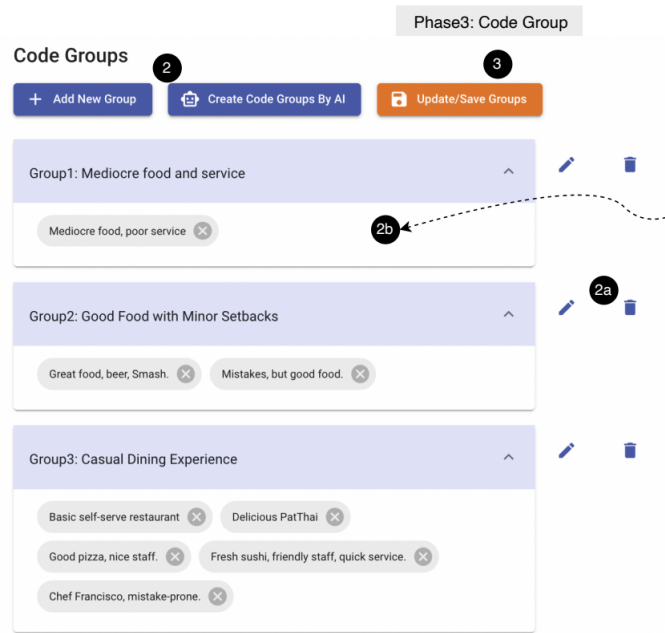 Phase3: Code Group
Code Groups
2
3
+ Add New Group
Create Code Groups By AI
Update/Save Groups
Group1: Mediocre food and service
Mediocre food, poor service
2b
2a
Group2: Good Food with Minor Setbacks
Great food, beer, Smash.
Mistakes, but good food.
Group3: Casual Dining Experience
Basic self-serve restaurant
Delicious PatThai
Good pizza, nice staff.
Fresh sushi, friendly staff, quick service.
Chef Francisco, mistake-prone.